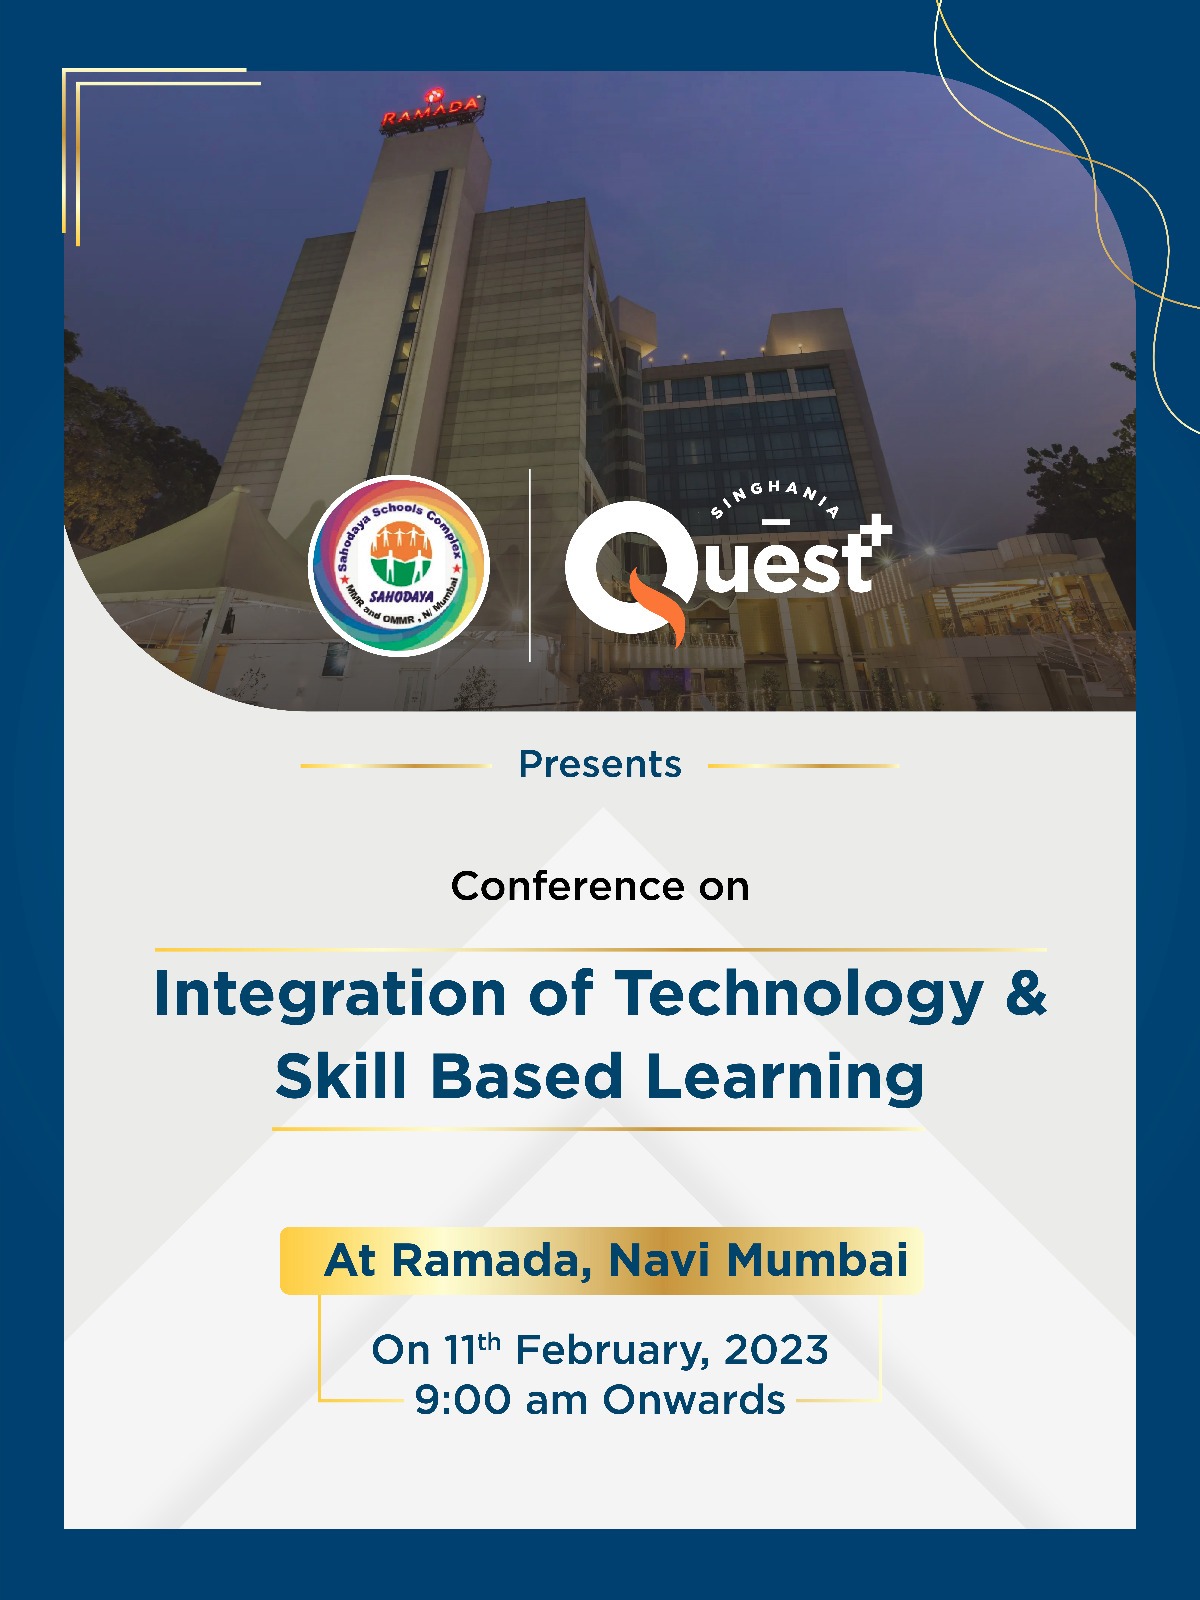 RAMADA
Sahodaya Schools Complex
SAHODAYA
MMR and OMMR , N/ Mumbai
SINGHANIA
Quest+
Presents
Conference on
Integration of Technology &
Skill Based Learning
At Ramada, Navi Mumbai
On 11th February, 2023
9:00 am Onwards